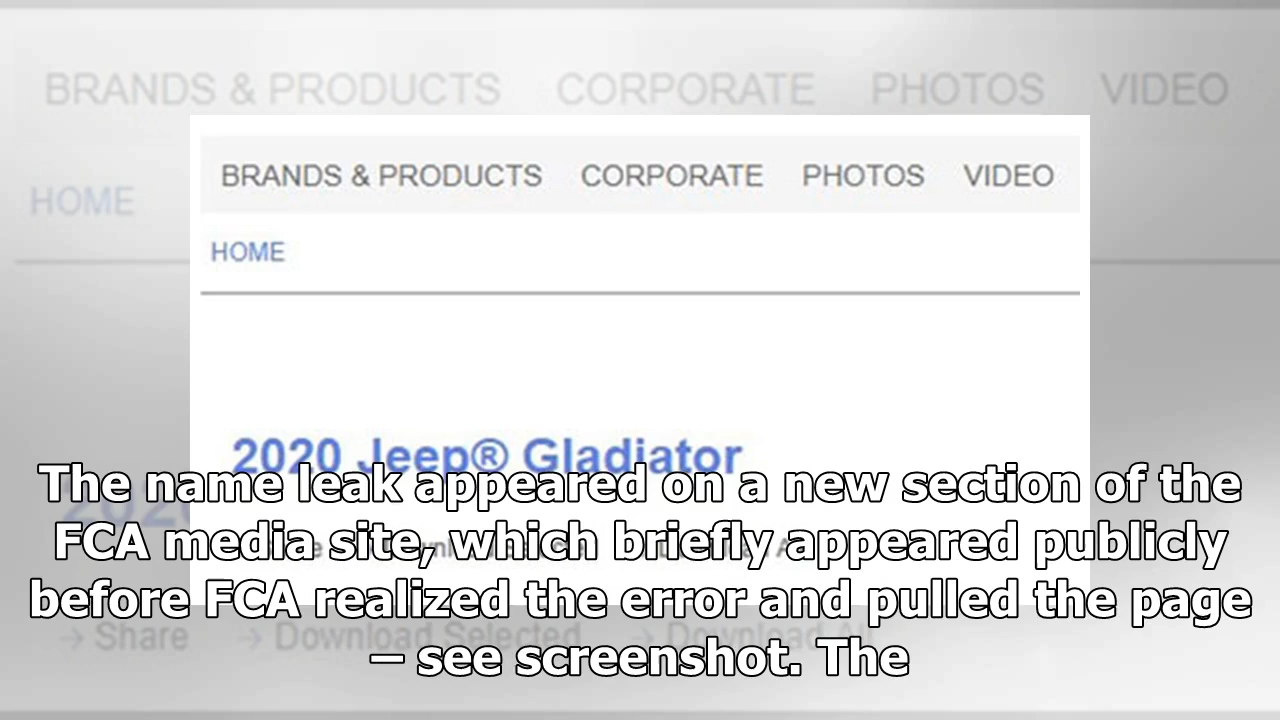 BRANDS & PRODUCTS CORPORATE PHOTOS VIDEO
HOME
BRANDS & PRODUCTS CORPORATE PHOTOS VIDEO
HOME
2020 Jeep® Gladiator
The name leak appeared on a new section of the
FCA media site, which briefly appeared publicly
before FCA realized the error and pulled the page
– see screenshot. The
2020
→ Share → Download Selected → Download All